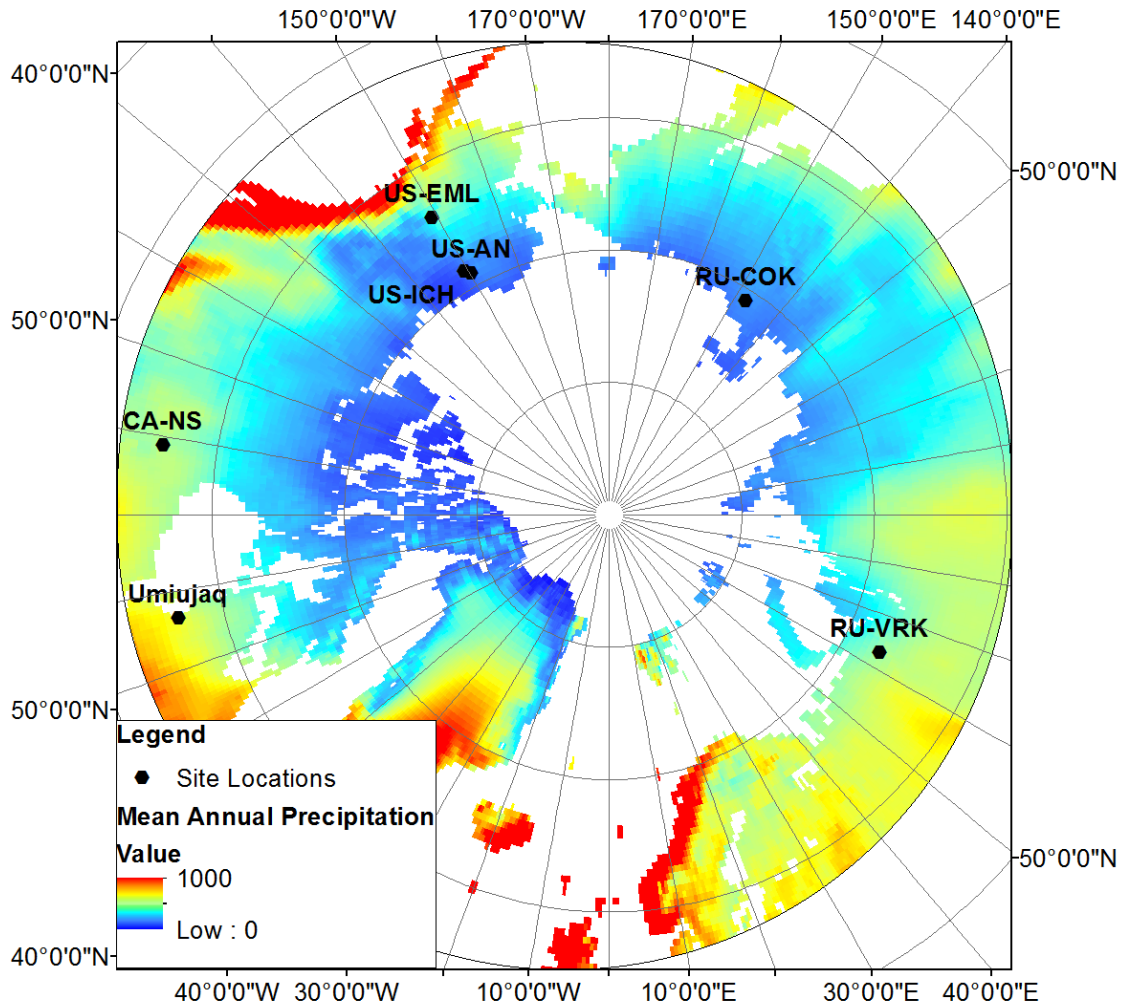 150°0'0"W 170°0'0"W 170°0'0"E 150°0'0"E 140°0'0"E
40°0'0"N
50°0'0"N
US-EML
US-AN
RU-COK
US-ICH
50°0'0"N
CA-NS
Umiujaq
RU-VRK
50°0'0"N
Legend
Site Locations
Mean Annual Precipitation
Value
50°0'0"N
1000
Low : 0
40°0'0"N
40°0'0"W 30°0'0"W 10°0'0"W 10°0'0"E 30°0'0"E 40°0'0"E